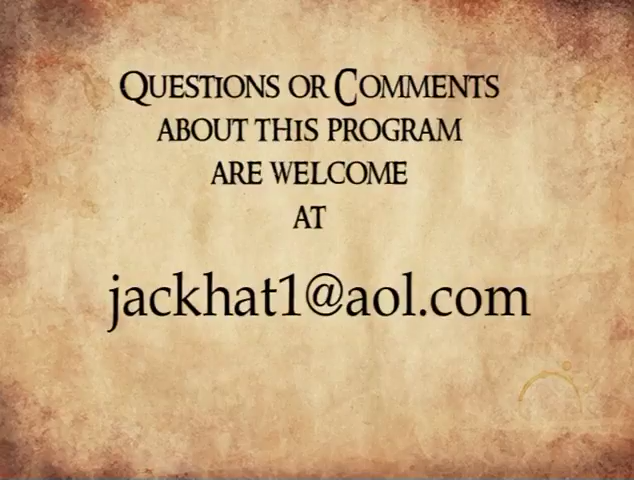 Questions or Comments
about this program
are welcome
at
jackhat1@aol.com